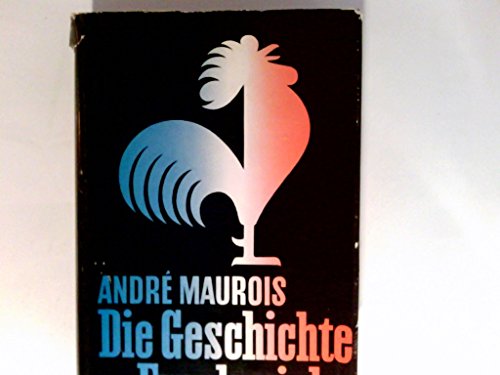 ANDRÉ MAUROIS
Die Geschichte